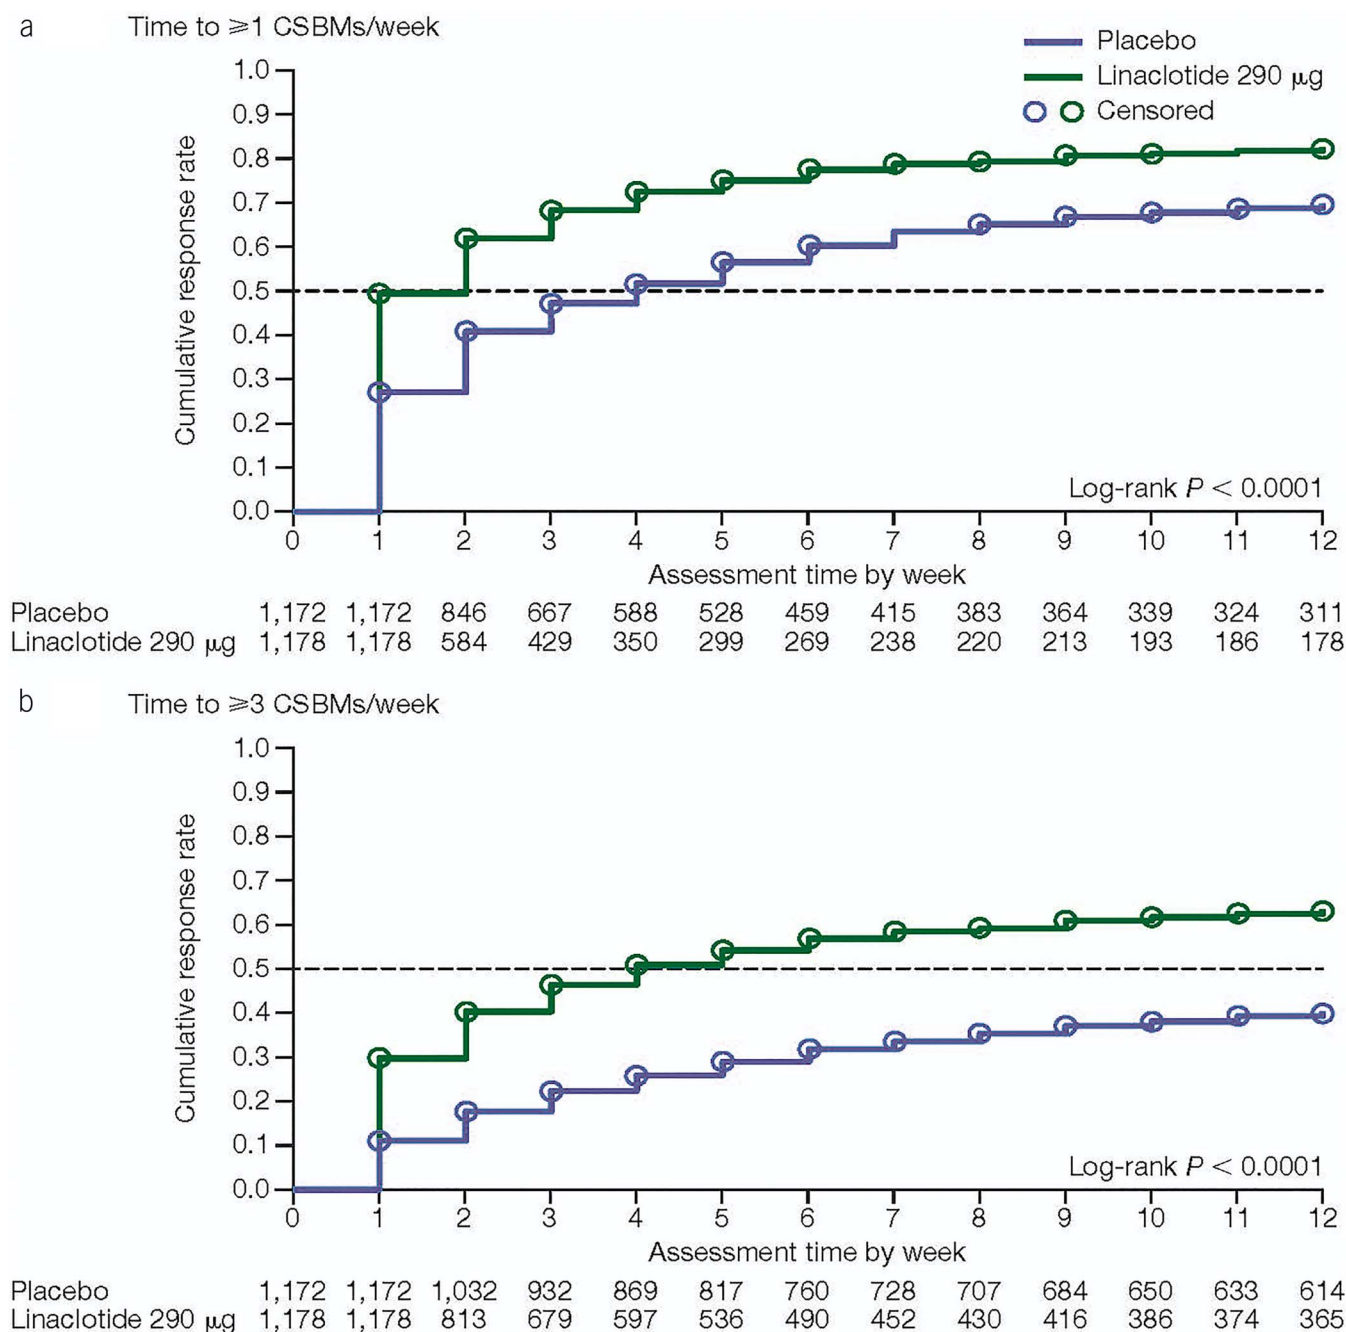 a Time to ⩾1 CSBMs/week
Placebo
Linaclotide 290 μg
Censored
1.0
0.9
0.8
0.7
0.6
0.5
0.4
0.3
0.2
0.1
0.0
Cumulative response rate
Log-rank P < 0.0001
0 1 2 3 4 5 6 7 8 9 10 11 12
Assessment time by week
Placebo 1,172 1,172 846 667 588 528 459 415 383 364 339 324 311
Linaclotide 290 μg 1,178 1,178 584 429 350 299 269 238 220 213 193 186 178
b Time to ⩾3 CSBMs/week
1.0
0.9
0.8
0.7
0.6
0.5
0.4
0.3
0.2
0.1
0.0
Cumulative response rate
Log-rank P < 0.0001
0 1 2 3 4 5 6 7 8 9 10 11 12
Assessment time by week
Placebo 1,172 1,172 1,032 932 869 817 760 728 707 684 650 633 614
Linaclotide 290 μg 1,178 1,178 813 679 597 536 490 452 430 416 386 374 365